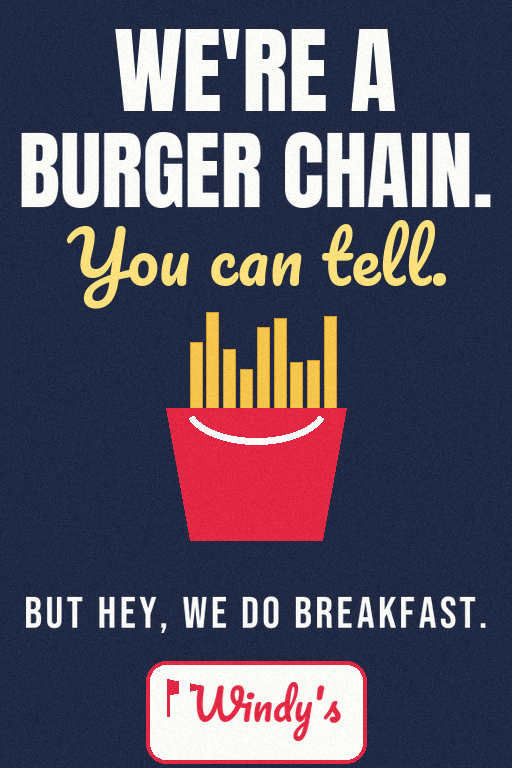 WE'RE A
BURGER CHAIN.
You can tell.
BUT HEY, WE DO BREAKFAST.
Windy's